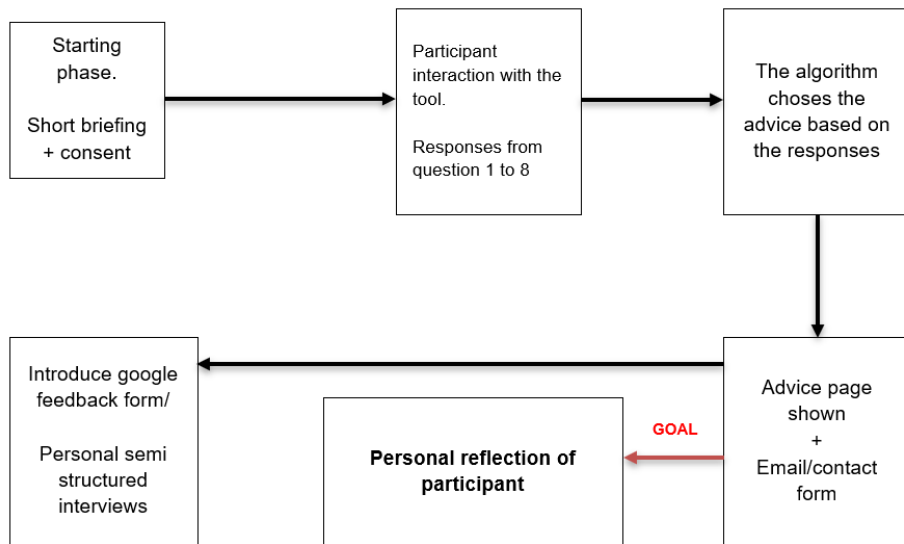 Starting
phase.
Short briefing
+ consent
Participant
interaction with the
tool.
Responses from
question 1 to 8
The algorithm
choses the
advice based on
the responses
Introduce google
feedback form/
Personal semi
structured
interviews
Personal reflection of
participant
GOAL
Advice page
shown
+
Email/contact
form